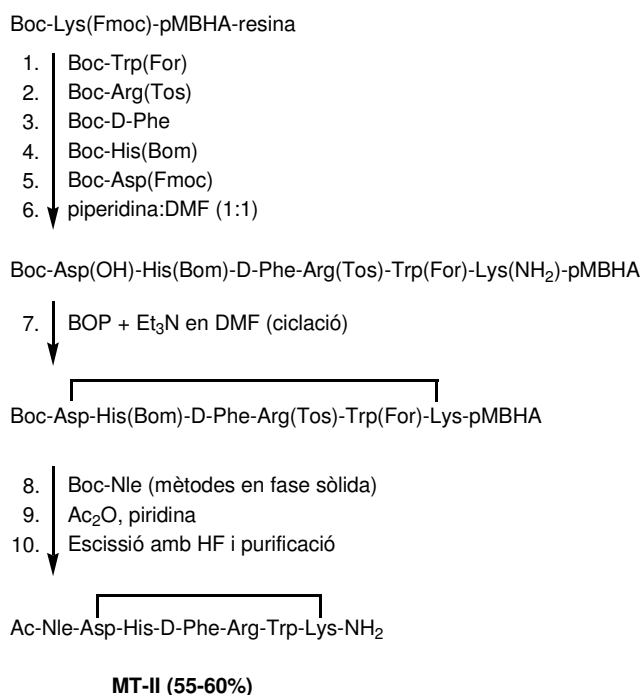 Boc-Lys(Fmoc)-pMBHA-resina
1. Boc-Trp(For)
2. Boc-Arg(Tos)
3. Boc-D-Phe
4. Boc-His(Bom)
5. Boc-Asp(Fmoc)
6. piperidina:DMF (1:1)
Boc-Asp(OH)-His(Bom)-D-Phe-Arg(Tos)-Trp(For)-Lys(NH₂)-pMBHA
7. BOP + Et₃N en DMF (ciclació)
Boc-Asp-His(Bom)-D-Phe-Arg(Tos)-Trp(For)-Lys-pMBHA
8. Boc-Nle (mètodes en fase sòlida)
9. Ac₂O, piridina
10. Escissió amb HF i purificació
Ac-Nle-Asp-His-D-Phe-Arg-Trp-Lys-NH₂
MT-II (55-60%)